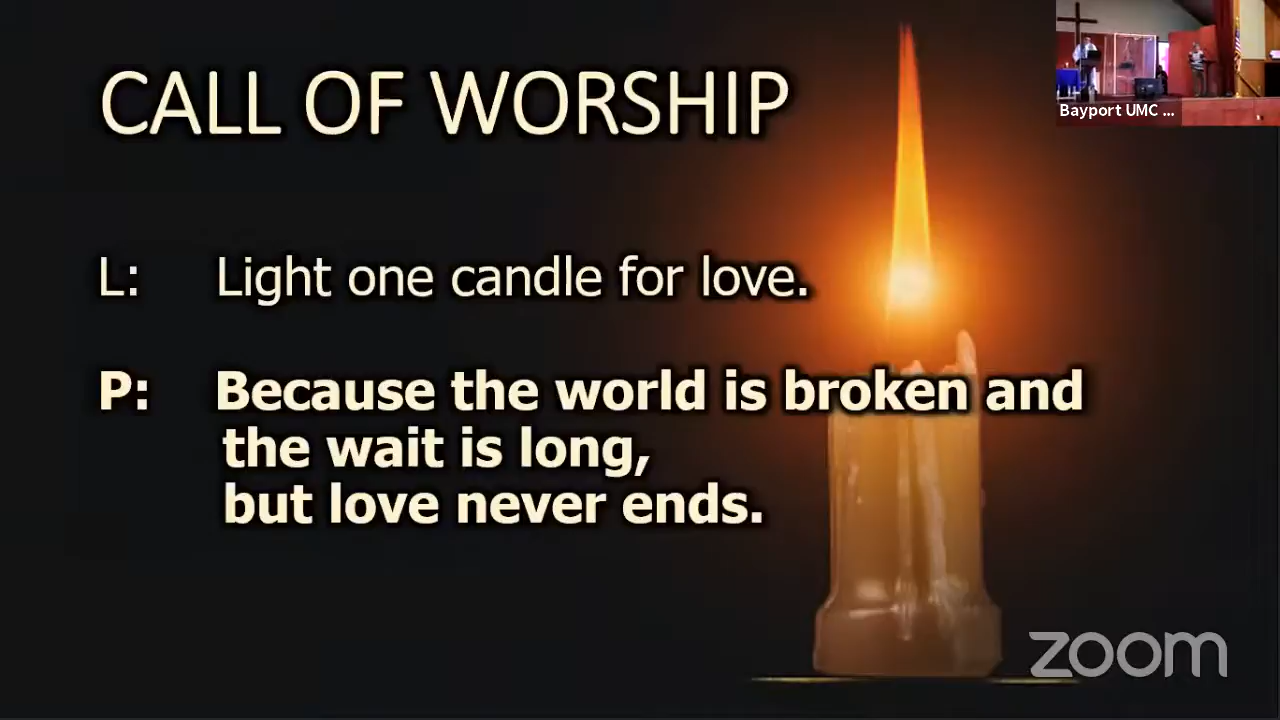 CALL OF WORSHIP
Bayport UMC ...
L: Light one candle for love.
P: Because the world is broken and
the wait is long,
but love never ends.
zoom